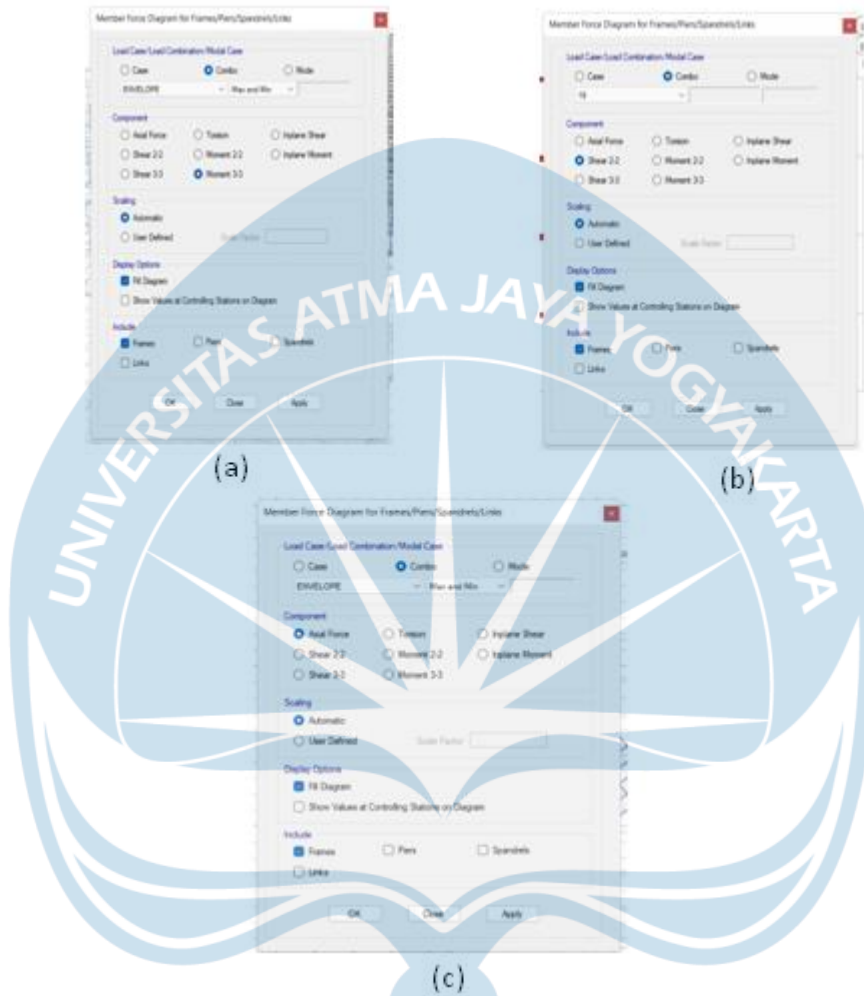 Member Force Diagram for Frames/Piers/Spandrels/Links
Load Case/Load Combination/Modal Case
Case Combo Mode
ENVELOPE Max and Min
Component
Axial Force Torsion Inplane Shear
Shear 2-2 Moment 2-2 Inplane Moment
Shear 3-3 Moment 3-3
Scaling
Automatic
User Defined Scale Factor
Display Options
Fill Diagram
Show Values at Controlling Stations on Diagram
Include
Frames Piers Spandrels
Links
OK Close Apply
(a)
Member Force Diagram for Frames/Piers/Spandrels/Links
Load Case/Load Combination/Modal Case
Case Combo Mode
Component
Axial Force Torsion Inplane Shear
Shear 2-2 Moment 2-2 Inplane Moment
Shear 3-3 Moment 3-3
Scaling
Automatic
User Defined Scale Factor
Display Options
Fill Diagram
Show Values at Controlling Stations on Diagram
Include
Frames Piers Spandrels
Links
OK Close Apply
(b)
UNIVERSITAS ATMA JAYA YOGYAKARTA
Member Force Diagram for Frames/Piers/Spandrels/Links
Load Case/Load Combination/Modal Case
Case Combo Mode
ENVELOPE Max and Min
Component
Axial Force Torsion Inplane Shear
Shear 2-2 Moment 2-2 Inplane Moment
Shear 3-3 Moment 3-3
Scaling
Automatic
User Defined Scale Factor
Display Options
Fill Diagram
Show Values at Controlling Stations on Diagram
Include
Frames Piers Spandrels
Links
OK Close Apply
(c)